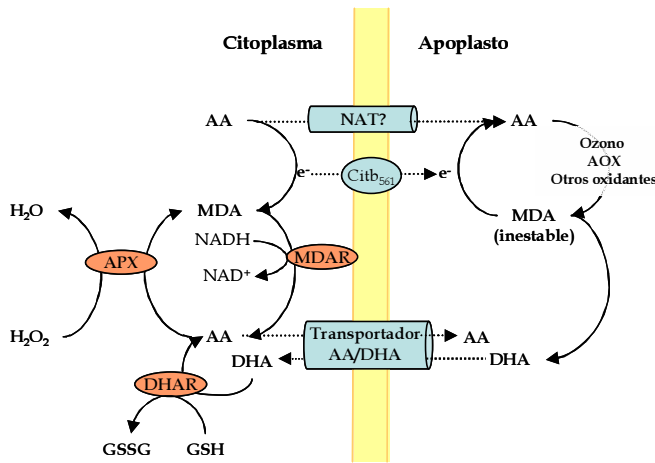 Citoplasma
Apoplasto
AA
NAT?
AA
Ozono
AOX
Otros oxidantes
e-
Citb561
e-
H2O
MDA
MDA
(inestable)
NADH
APX
MDAR
NAD+
H2O2
AA
Transportador
AA/DHA
AA
DHA
DHA
DHAR
GSSG
GSH